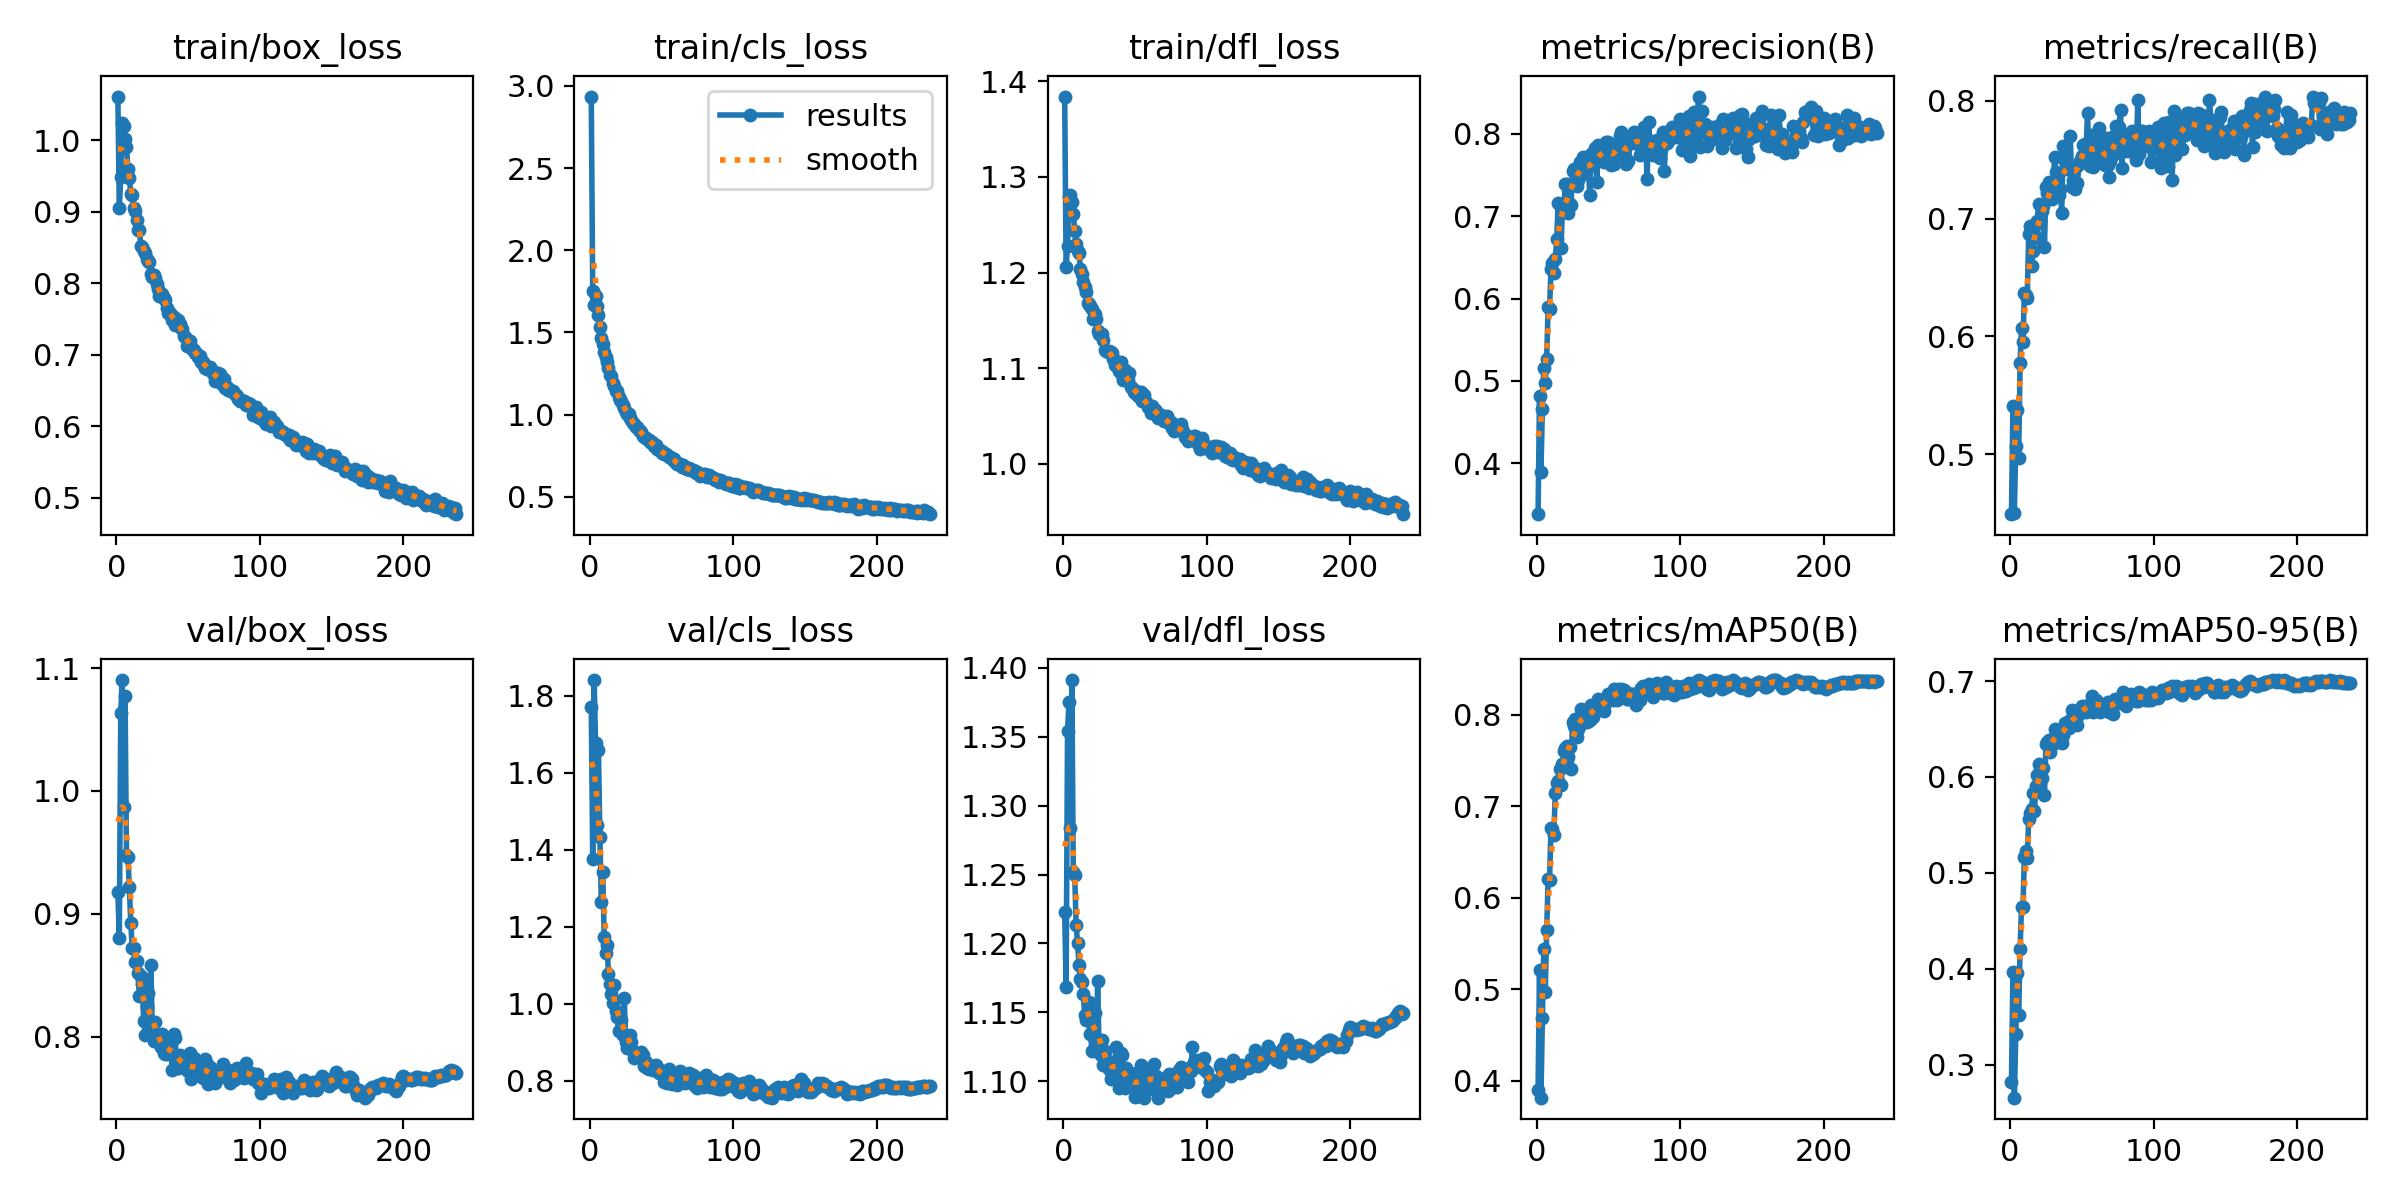 train/box_loss
1.0
0.9
0.8
0.7
0.6
0.5
0 100 200
train/cls_loss
results
smooth
3.0
2.5
2.0
1.5
1.0
0.5
0 100 200
train/dfl_loss
1.4
1.3
1.2
1.1
1.0
0 100 200
metrics/precision(B)
0.8
0.7
0.6
0.5
0.4
0 100 200
metrics/recall(B)
0.8
0.7
0.6
0.5
0 100 200
val/box_loss
1.1
1.0
0.9
0.8
0 100 200
val/cls_loss
1.8
1.6
1.4
1.2
1.0
0.8
0 100 200
val/dfl_loss
1.40
1.35
1.30
1.25
1.20
1.15
1.10
0 100 200
metrics/mAP50(B)
0.8
0.7
0.6
0.5
0.4
0 100 200
metrics/mAP50-95(B)
0.7
0.6
0.5
0.4
0.3
0 100 200